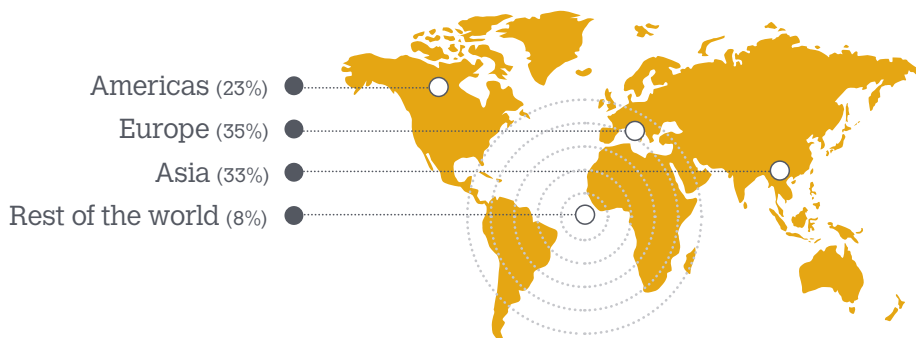 Americas (23%)
Europe (35%)
Asia (33%)
Rest of the world (8%)